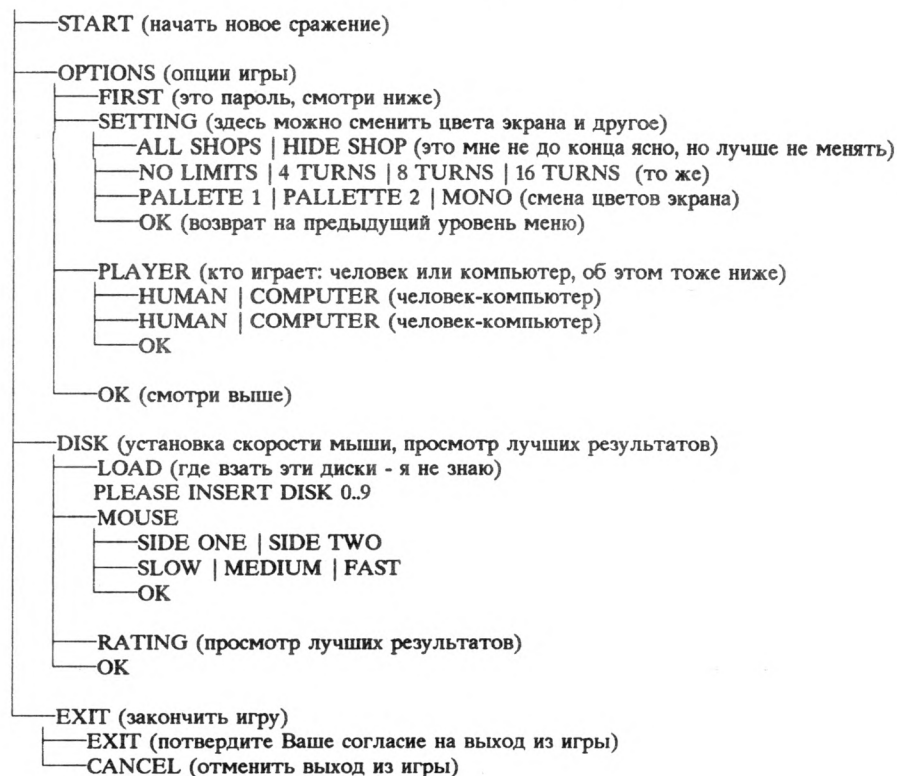 START (начать новое сражение)
OPTIONS (опции игры)
FIRST (это пароль, смотри ниже)
SETTING (здесь можно сменить цвета экрана и другое)
ALL SHOPS | HIDE SHOP (это мне не до конца ясно, но лучше не менять)
NO LIMITS | 4 TURNS | 8 TURNS | 16 TURNS (то же)
PALLETE 1 | PALLETTE 2 | MONO (смена цветов экрана)
OK (возврат на предыдущий уровень меню)
PLAYER (кто играет: человек или компьютер, об этом тоже ниже)
HUMAN | COMPUTER (человек-компьютер)
HUMAN | COMPUTER (человек-компьютер)
OK
OK (смотри выше)
DISK (установка скорости мыши, просмотр лучших результатов)
LOAD (где взать эти диски - я не знаю)
PLEASE INSERT DISK 0..9
MOUSE
SIDE ONE | SIDE TWO
SLOW | MEDIUM | FAST
OK
RATING (просмотр лучших результатов)
OK
EXIT (закончить игру)
EXIT (потвердите Ваше согласие на выход из игры)
CANCEL (отменить выход из игры)